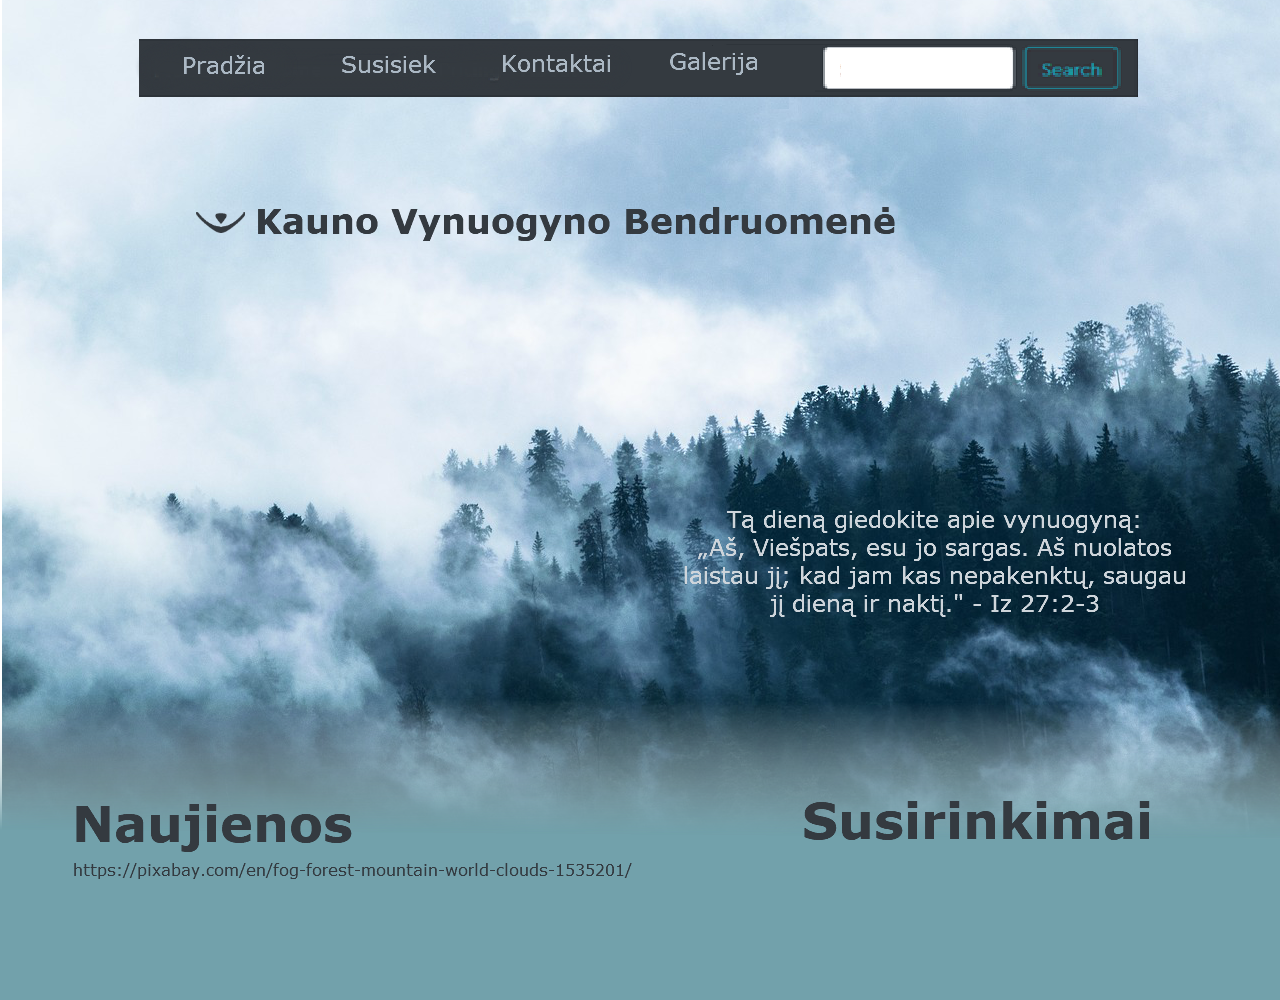 Pradžia Susisiek Kontaktai Galerija Search
Kauno Vynuogyno Bendruomenė
Tą dieną giedokite apie vynuogyną:
„Aš, Viešpats, esu jo sargas. Aš nuolatos
laistau jį; kad jam kas nepakenktų, saugau
jį dieną ir naktį." - Iz 27:2-3
Naujienos
Susirinkimai
https://pixabay.com/en/fog-forest-mountain-world-clouds-1535201/